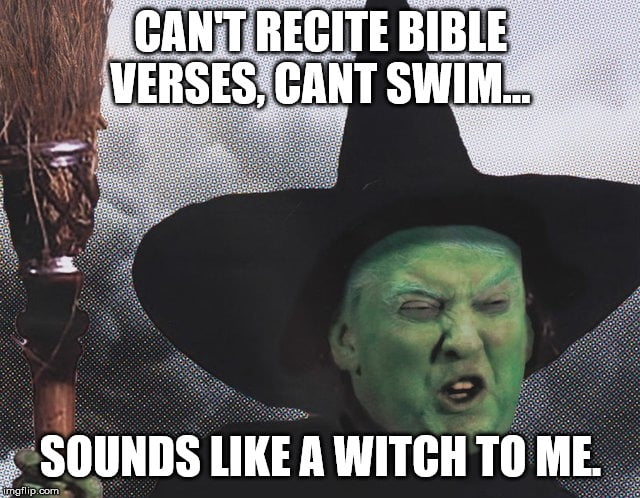 CAN'T RECITE BIBLE
VERSES, CANT SWIM...
SOUNDS LIKE A WITCH TO ME.
imgflip.com